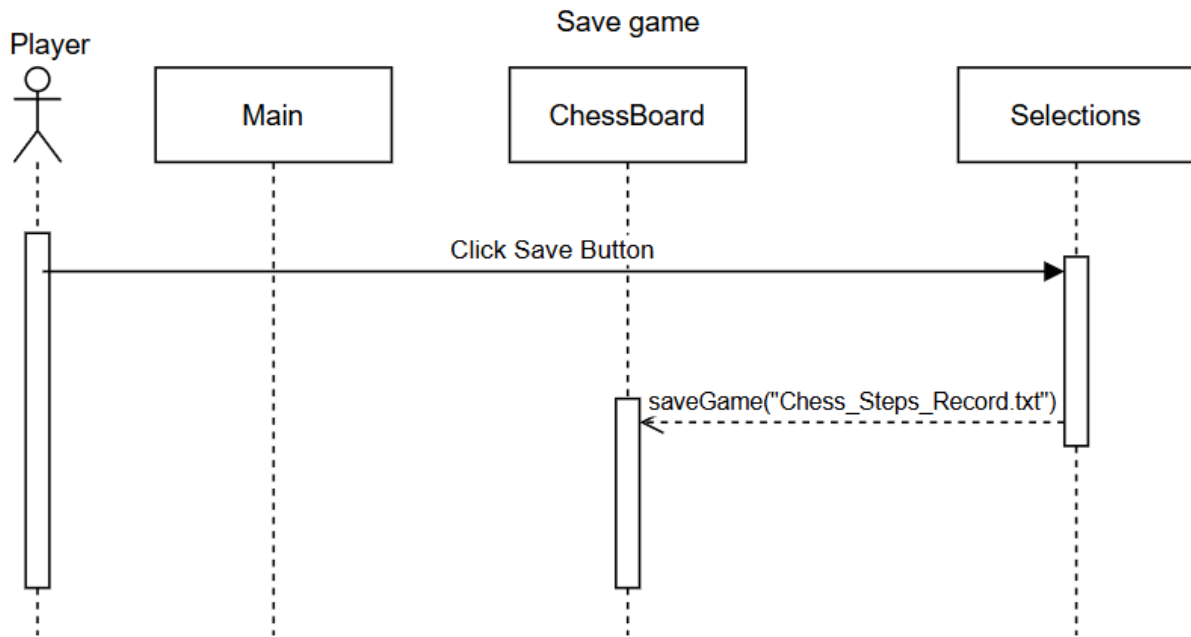 Save game
Player
Main
ChessBoard
Selections
Click Save Button
saveGame("Chess_Steps_Record.txt")